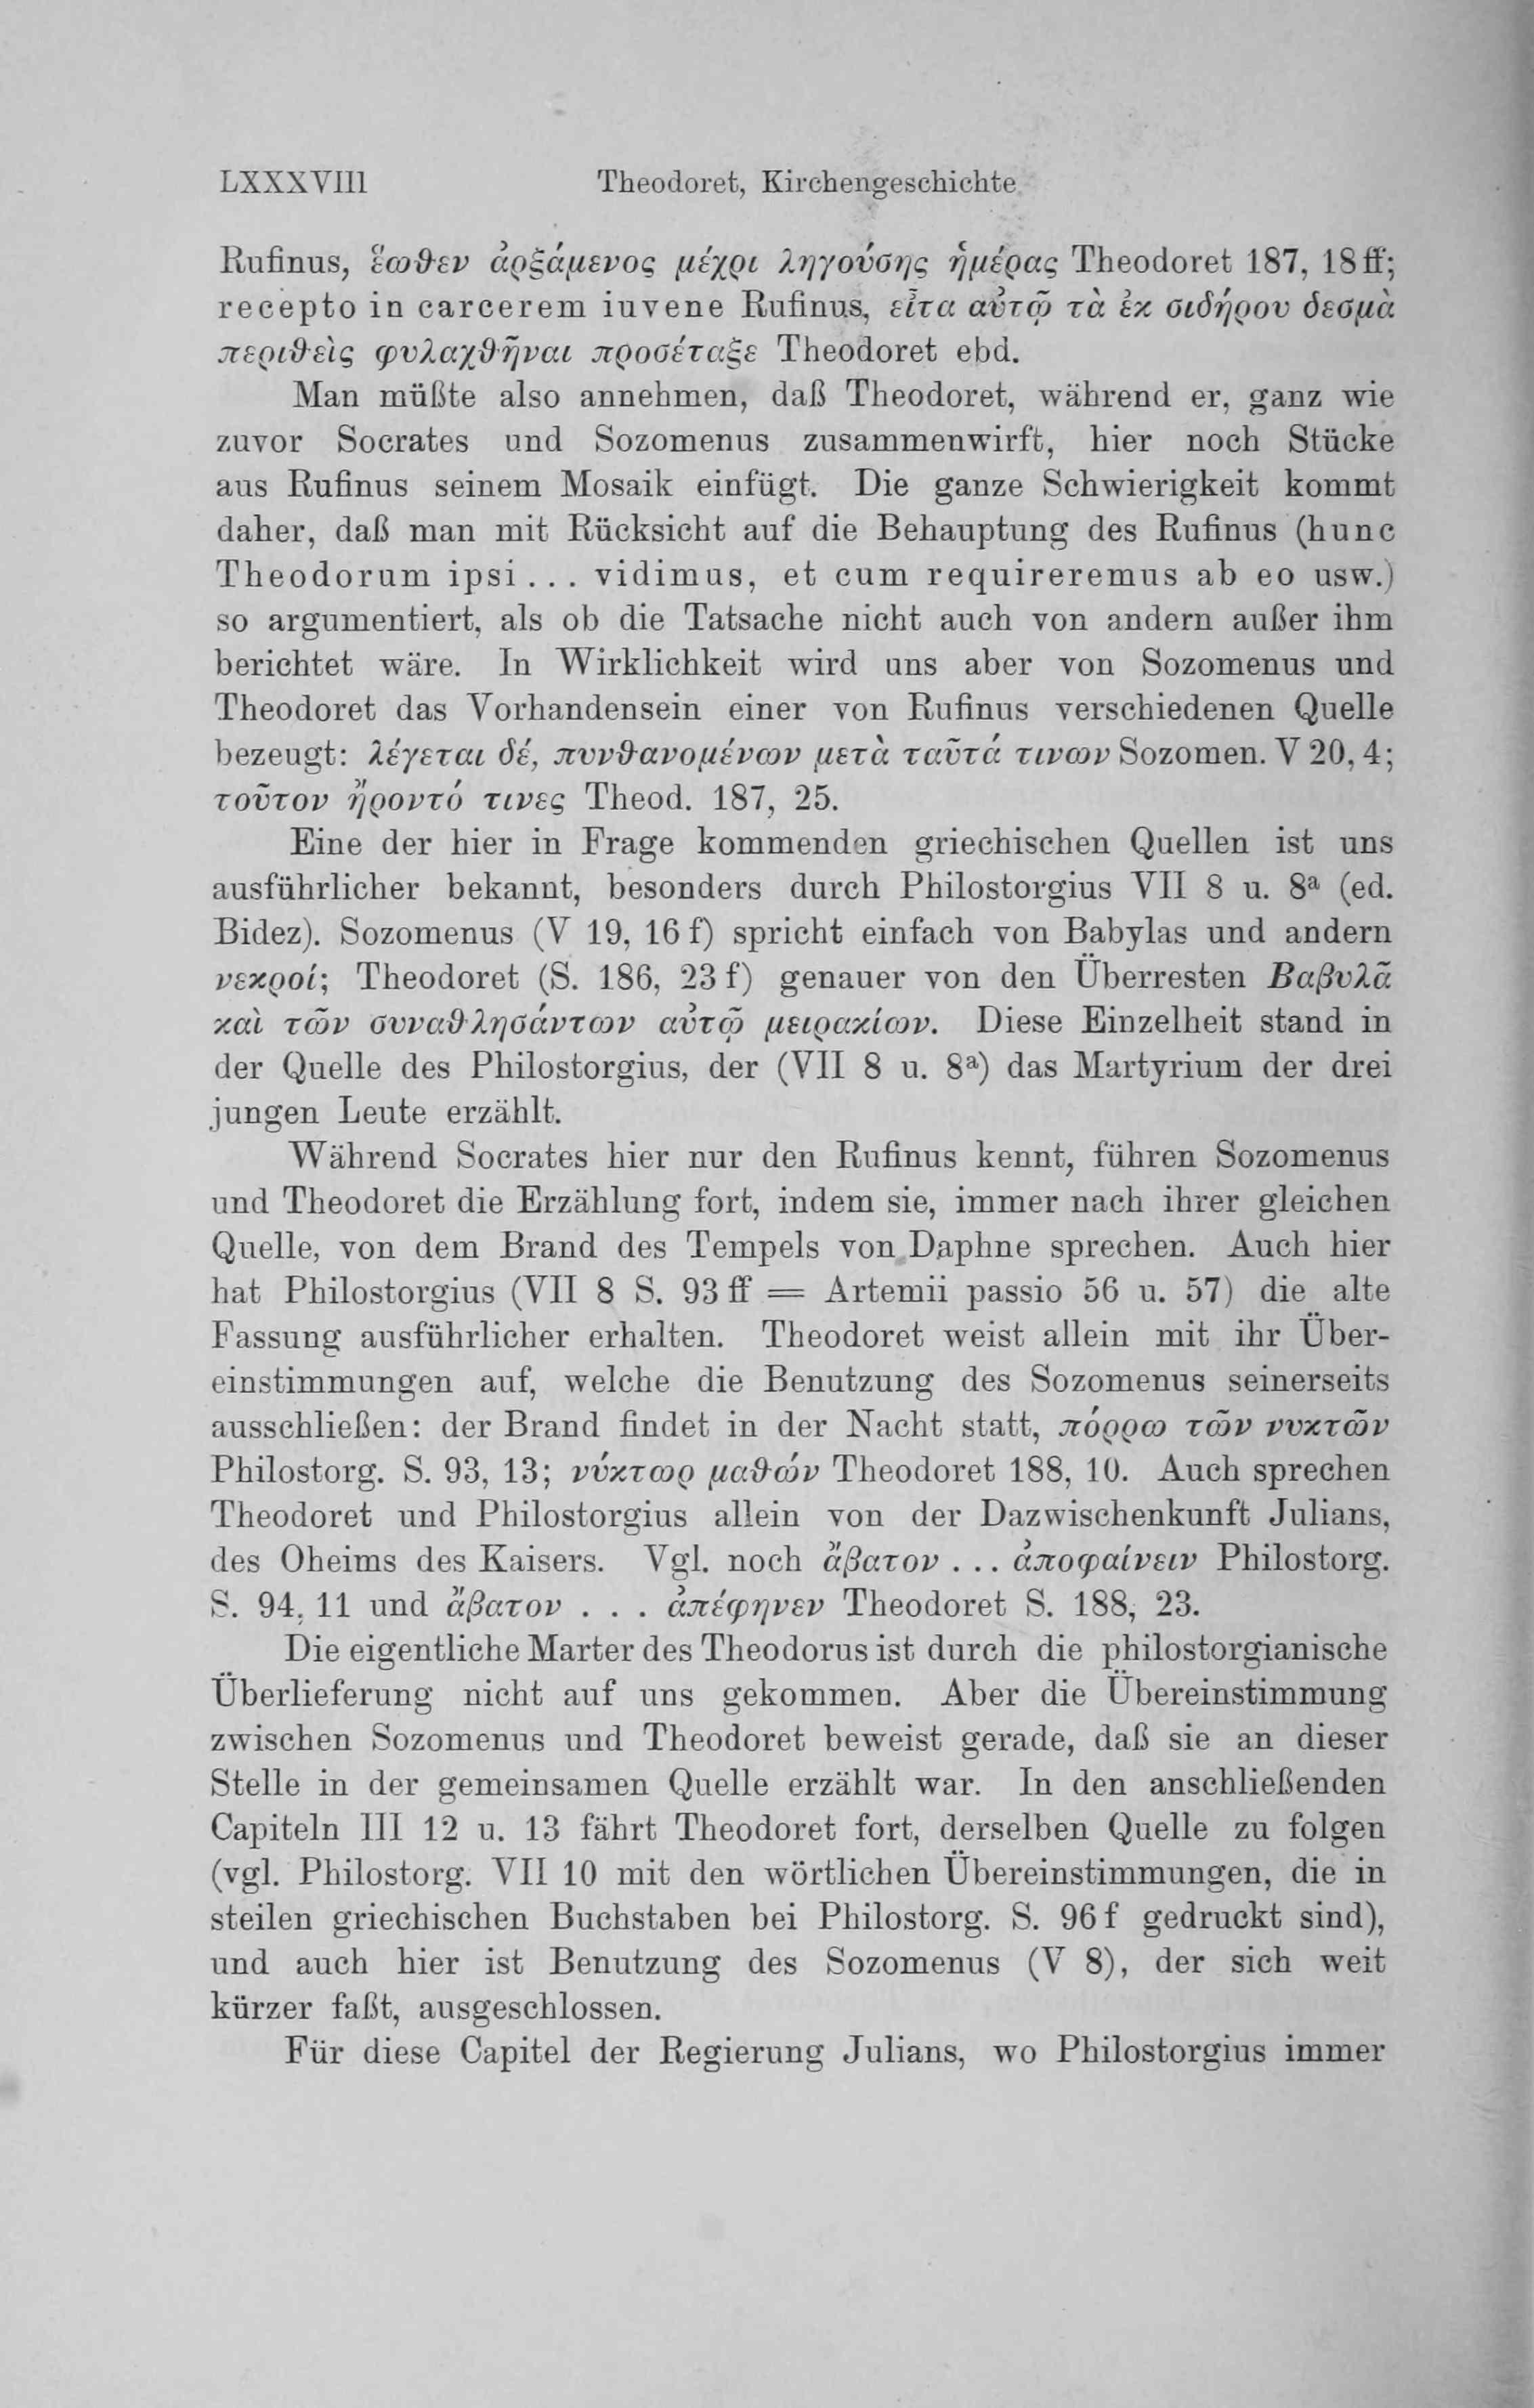 LXXXVIII Theodoret, Kirchengeschichte
Rufinus, ἕωθεν ἀρξάμενος μέχρι ληγούσης ἡμέρας Theodoret 187, 18 ff;
recepto in carcerem iuvene Rufinus, εἶτα αὐτῷ τὰ ἐκ σιδήρου δεσμὰ
περιθεὶς φυλαχθῆναι προσέταξε Theodoret ebd.
Man müßte also annehmen, daß Theodoret, während er, ganz wie
zuvor Socrates und Sozomenus zusammenwirft, hier noch Stücke
aus Rufinus seinem Mosaik einfügt. Die ganze Schwierigkeit kommt
daher, daß man mit Rücksicht auf die Behauptung des Rufinus (hunc
Theodorum ipsi ... vidimus, et cum requireremus ab eo usw.)
so argumentiert, als ob die Tatsache nicht auch von andern außer ihm
berichtet wäre. In Wirklichkeit wird uns aber von Sozomenus und
Theodoret das Vorhandensein einer von Rufinus verschiedenen Quelle
bezeugt: λέγεται δέ, πυνθανομένων μετὰ ταῦτά τινων Sozomen. V 20, 4;
τοῦτον ἤροντό τινες Theod. 187, 25.
Eine der hier in Frage kommenden griechischen Quellen ist uns
ausführlicher bekannt, besonders durch Philostorgius VII 8 u. 8ᵃ (ed.
Bidez). Sozomenus (V 19, 16 f) spricht einfach von Babylas und andern
νεκροί; Theodoret (S. 186, 23 f) genauer von den Überresten Βαβυλᾶ
καὶ τῶν συναθλησάντων αὐτῷ μειρακίων. Diese Einzelheit stand in
der Quelle des Philostorgius, der (VII 8 u. 8ᵃ) das Martyrium der drei
jungen Leute erzählt.
Während Socrates hier nur den Rufinus kennt, führen Sozomenus
und Theodoret die Erzählung fort, indem sie, immer nach ihrer gleichen
Quelle, von dem Brand des Tempels von Daphne sprechen. Auch hier
hat Philostorgius (VII 8 S. 93 ff = Artemii passio 56 u. 57) die alte
Fassung ausführlicher erhalten. Theodoret weist allein mit ihr Über-
einstimmungen auf, welche die Benutzung des Sozomenus seinerseits
ausschließen: der Brand findet in der Nacht statt, πόρρω τῶν νυκτῶν
Philostorg. S. 93, 13; νύκτωρ μαθών Theodoret 188, 10. Auch sprechen
Theodoret und Philostorgius allein von der Dazwischenkunft Julians,
des Oheims des Kaisers. Vgl. noch ἄβατον ... ἀποφαίνειν Philostorg.
S. 94, 11 und ἄβατον . . . ἀπέφηνεν Theodoret S. 188, 23.
Die eigentliche Marter des Theodorus ist durch die philostorgianische
Überlieferung nicht auf uns gekommen. Aber die Übereinstimmung
zwischen Sozomenus und Theodoret beweist gerade, daß sie an dieser
Stelle in der gemeinsamen Quelle erzählt war. In den anschließenden
Capiteln III 12 u. 13 fährt Theodoret fort, derselben Quelle zu folgen
(vgl. Philostorg. VII 10 mit den wörtlichen Übereinstimmungen, die in
steilen griechischen Buchstaben bei Philostorg. S. 96 f gedruckt sind),
und auch hier ist Benutzung des Sozomenus (V 8), der sich weit
kürzer faßt, ausgeschlossen.
Für diese Capitel der Regierung Julians, wo Philostorgius immer